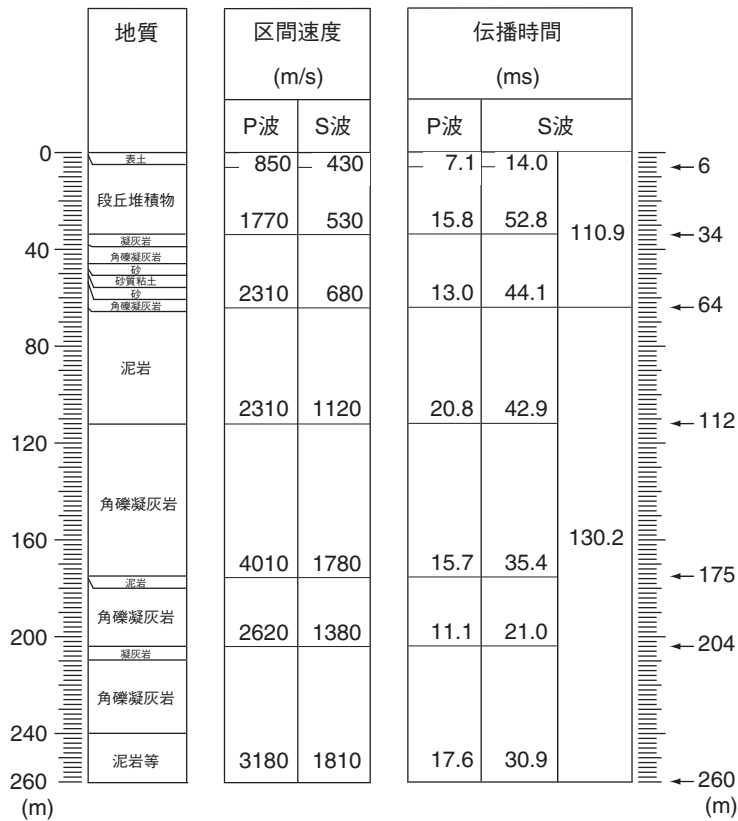 地質 区間速度 伝播時間
(m/s) (ms)
P波 S波 P波 S波
0 表土 850 430 7.1 14.0 6
段丘堆積物
1770 530 15.8 52.8 110.9 34
40 凝灰岩
角礫凝灰岩
砂
砂質粘土
砂 2310 680 13.0 44.1
角礫凝灰岩 64
80
泥岩
2310 1120 20.8 42.9 112
120
角礫凝灰岩
160 130.2
4010 1780 15.7 35.4 175
泥岩
角礫凝灰岩
200 2620 1380 11.1 21.0 204
凝灰岩
角礫凝灰岩
240
泥岩等 3180 1810 17.6 30.9
260 260
(m) (m)